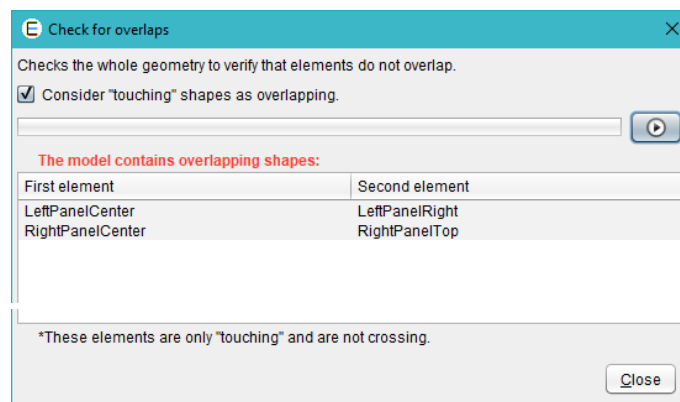 Check for overlaps
Checks the whole geometry to verify that elements do not overlap.
Consider "touching" shapes as overlapping.
The model contains overlapping shapes:
First element Second element
LeftPanelCenter LeftPanelRight
RightPanelCenter RightPanelTop
*These elements are only "touching" and are not crossing.
Close